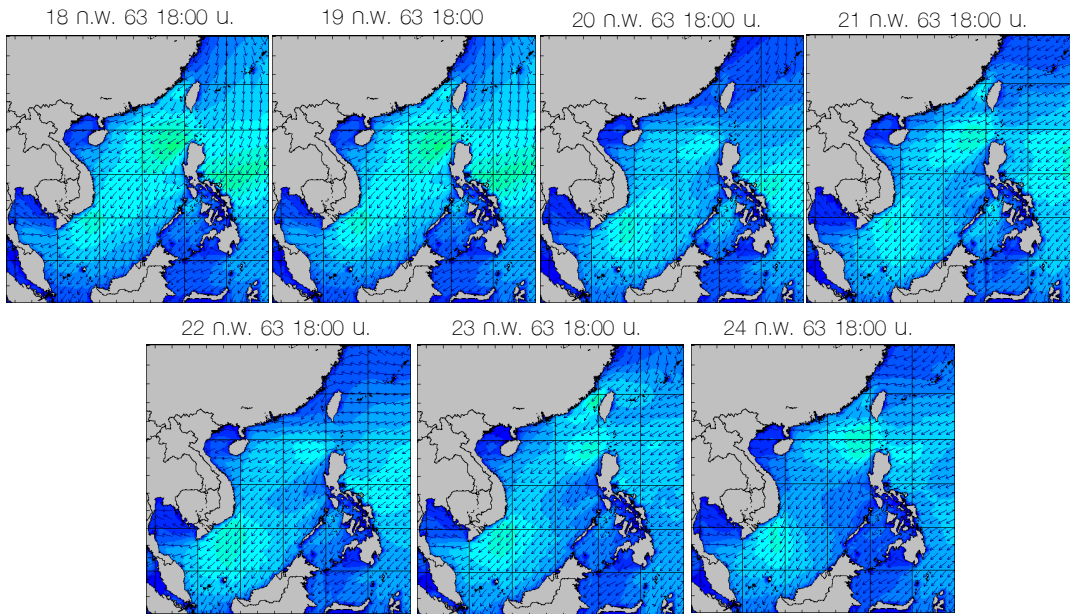 18 ก.พ. 63 18:00 น.
19 ก.พ. 63 18:00
20 ก.พ. 63 18:00 น.
21 ก.พ. 63 18:00 น.
22 ก.พ. 63 18:00 น.
23 ก.พ. 63 18:00 น.
24 ก.พ. 63 18:00 น.